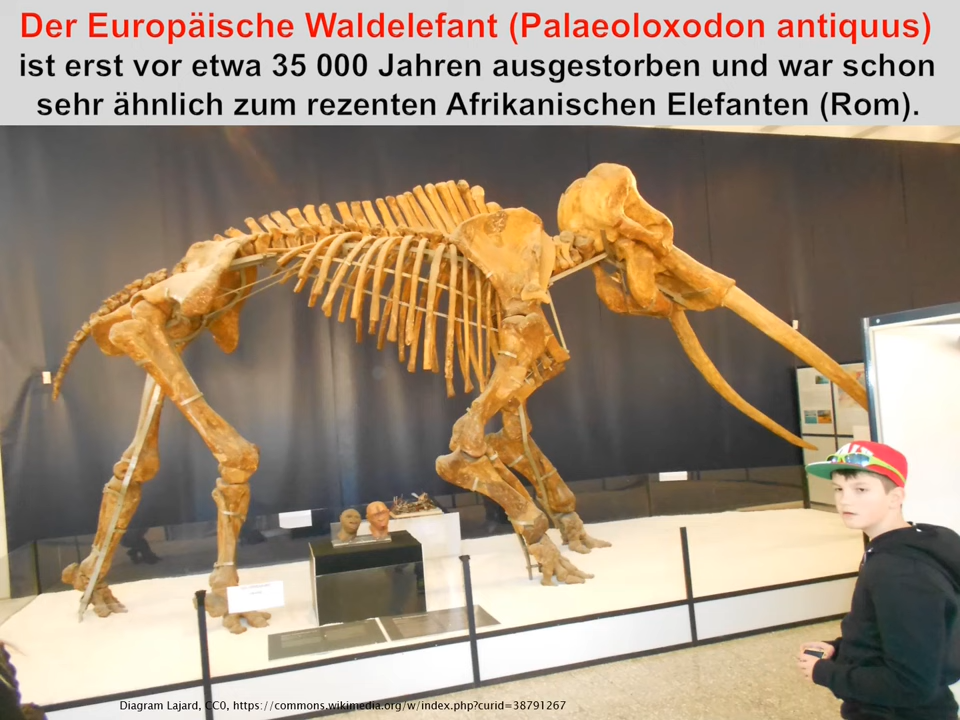 Der Europäische Waldelefant (Palaeoloxodon antiquus)
ist erst vor etwa 35 000 Jahren ausgestorben und war schon
sehr ähnlich zum rezenten Afrikanischen Elefanten (Rom).
Diagram Lajard, CC0, https://commons.wikimedia.org/w/index.php?curid=38791267